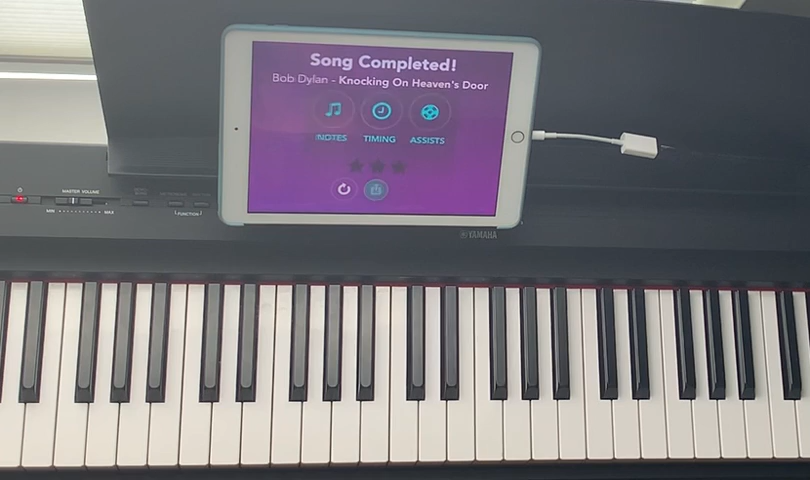 Song Completed!
Bob Dylan - Knocking On Heaven's Door
NOTES TIMING ASSISTS
MASTER VOLUME
MIN MAX
FUNCTION
YAMAHA